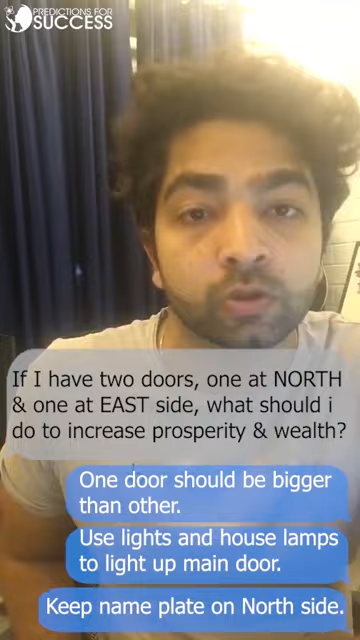 PREDICTIONS FOR
SUCCESS
If I have two doors, one at NORTH
& one at EAST side, what should i
do to increase prosperity & wealth?
One door should be bigger
than other.
Use lights and house lamps
to light up main door.
Keep name plate on North side.